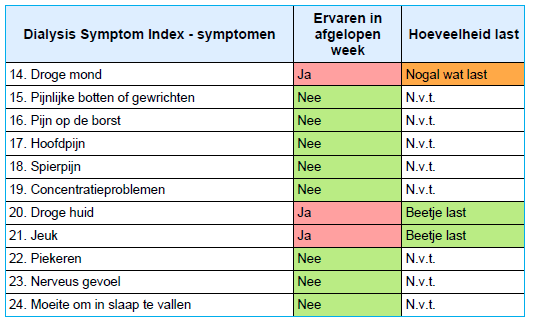 Dialysis Symptom Index - symptomen Ervaren in afgelopen week Hoeveelheid last
14. Droge mond Ja Nogal wat last
15. Pijnlijke botten of gewrichten Nee N.v.t.
16. Pijn op de borst Nee N.v.t.
17. Hoofdpijn Nee N.v.t.
18. Spierpijn Nee N.v.t.
19. Concentratieproblemen Nee N.v.t.
20. Droge huid Ja Beetje last
21. Jeuk Ja Beetje last
22. Piekeren Nee N.v.t.
23. Nerveus gevoel Nee N.v.t.
24. Moeite om in slaap te vallen Nee N.v.t.